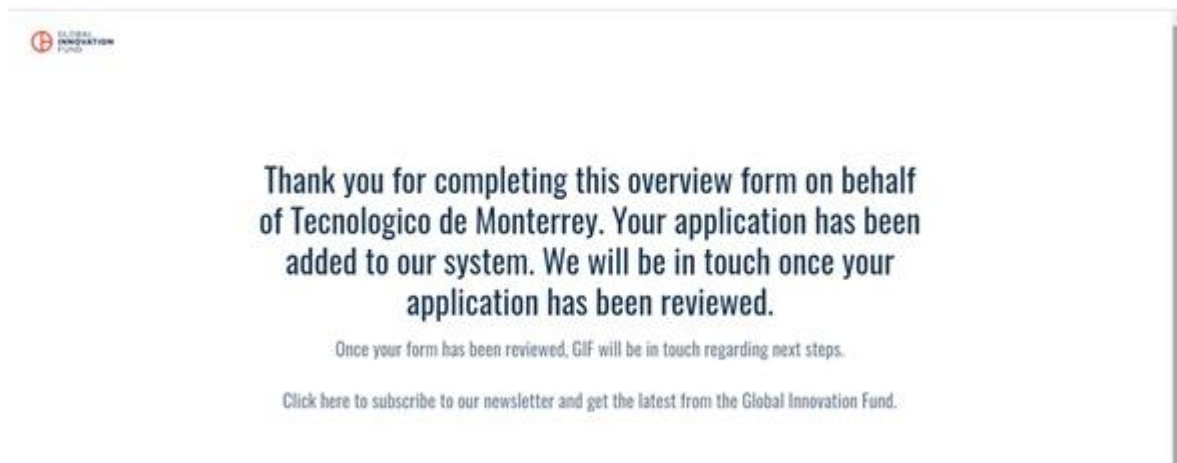 GLOBAL
INNOVATION
FUND
Thank you for completing this overview form on behalf
of Tecnologico de Monterrey. Your application has been
added to our system. We will be in touch once your
application has been reviewed.
Once your form has been reviewed, GIF will be in touch regarding next steps.
Click here to subscribe to our newsletter and get the latest from the Global Innovation Fund.